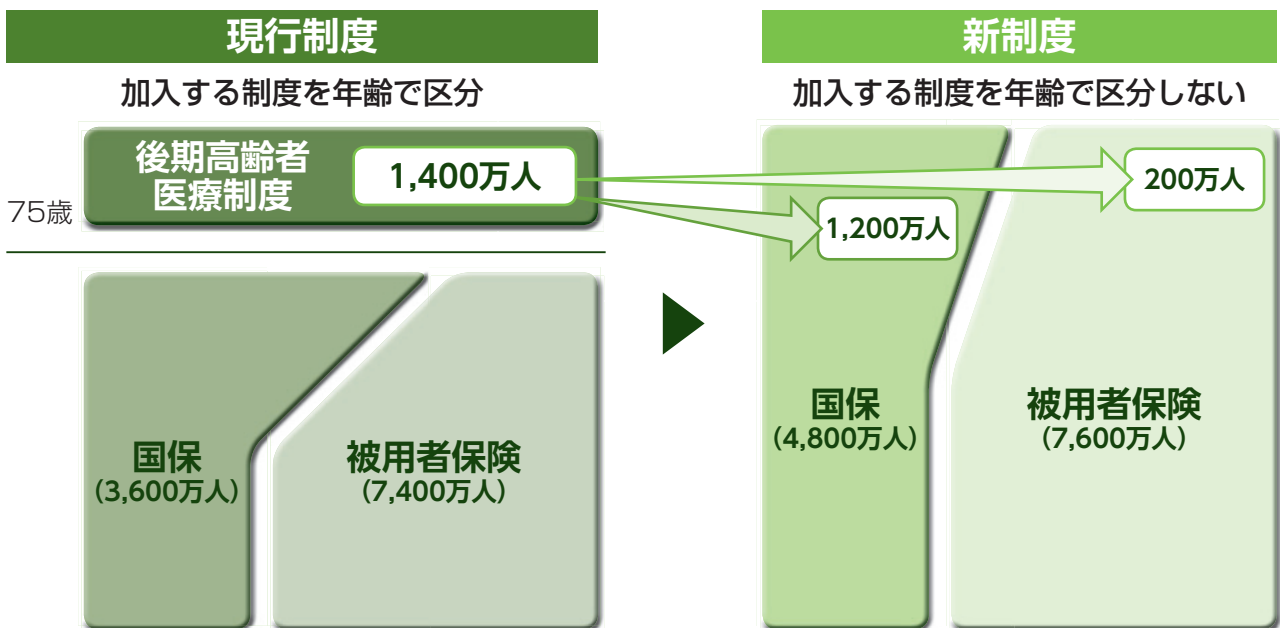 現行制度
加入する制度を年齢で区分
後期高齢者
医療制度
1,400万人
75歳
国保
(3,600万人)
被用者保険
(7,400万人)
新制度
加入する制度を年齢で区分しない
200万人
1,200万人
国保
(4,800万人)
被用者保険
(7,600万人)